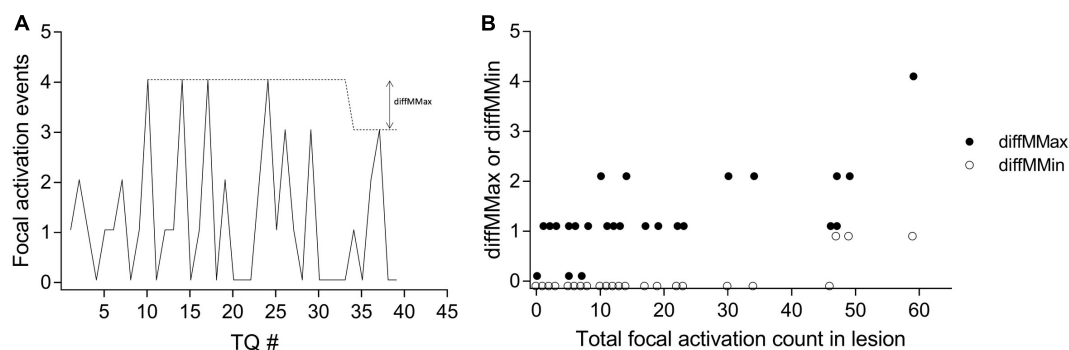 A
Focal activation events
5
4
3
2
1
0
diffMMax
5 10 15 20 25 30 35 40 45
TQ #
B
diffMMax or diffMMin
5
4
3
2
1
0
0 10 20 30 40 50 60
Total focal activation count in lesion
diffMMax
diffMMin